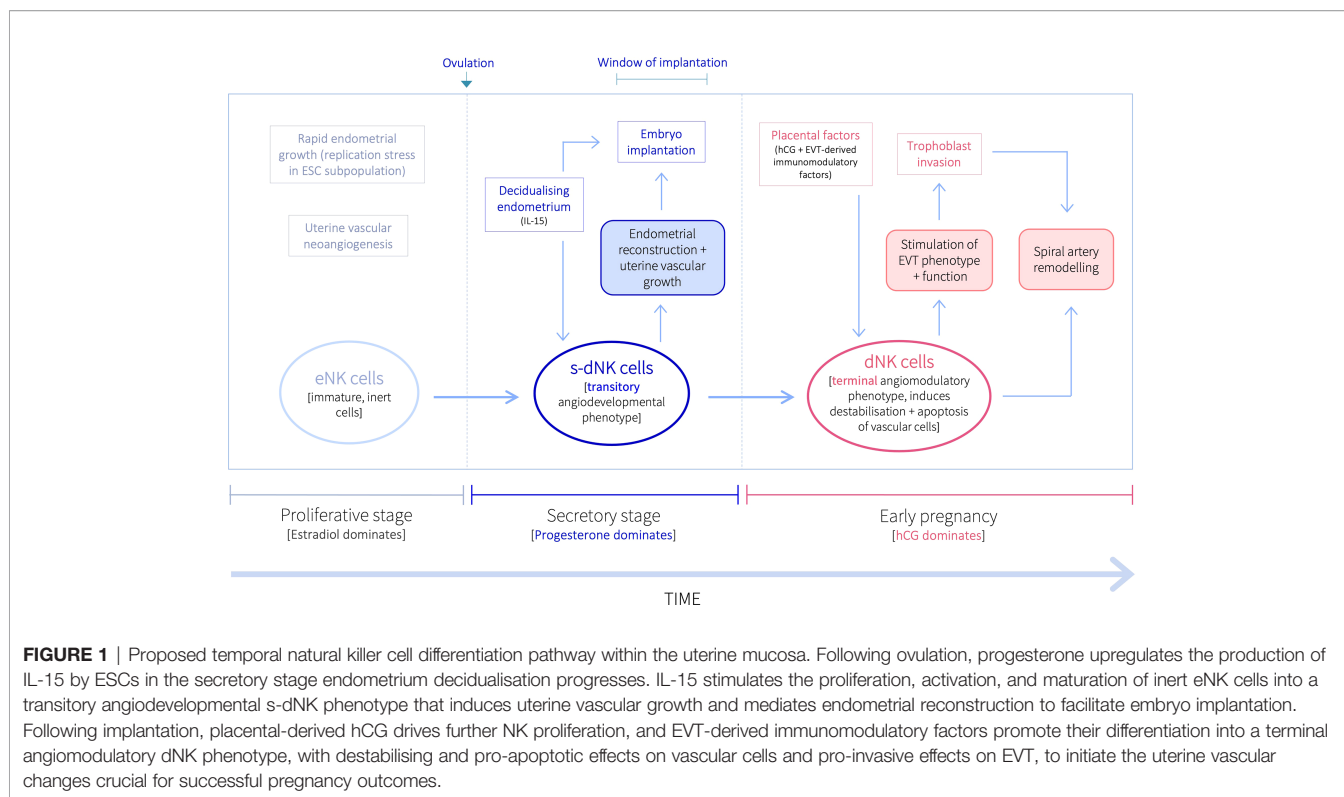 Ovulation
Window of implantation
Rapid endometrial
growth (replication stress
in ESC subpopulation)
Uterine vascular
neoangiogenesis
Embryo
implantation
Decidualising
endometrium
(IL-15)
Endometrial
reconstruction +
uterine vascular
growth
Placental factors
(hCG + EVT-derived
immunomodulatory
factors)
Trophoblast
invasion
Stimulation of
EVT phenotype
+ function
Spiral artery
remodelling
eNK cells
[immature, inert
cells]
s-dNK cells
[transitory
angiodevelopmental
phenotype]
dNK cells
[terminal angiomodulatory
phenotype, induces
destabilisation + apoptosis
of vascular cells]
Proliferative stage
[Estradiol dominates]
Secretory stage
[Progesterone dominates]
Early pregnancy
[hCG dominates]
TIME
FIGURE 1 | Proposed temporal natural killer cell differentiation pathway within the uterine mucosa. Following ovulation, progesterone upregulates the production of
IL-15 by ESCs in the secretory stage endometrium decidualisation progresses. IL-15 stimulates the proliferation, activation, and maturation of inert eNK cells into a
transitory angiodevelopmental s-dNK phenotype that induces uterine vascular growth and mediates endometrial reconstruction to facilitate embryo implantation.
Following implantation, placental-derived hCG drives further NK proliferation, and EVT-derived immunomodulatory factors promote their differentiation into a terminal
angiomodulatory dNK phenotype, with destabilising and pro-apoptotic effects on vascular cells and pro-invasive effects on EVT, to initiate the uterine vascular
changes crucial for successful pregnancy outcomes.